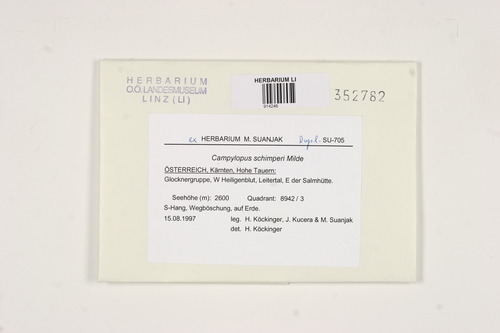 HERBARIUM
O.Ö. LANDESMUSEUM
LINZ (LI)
HERBARIUM LI
914246
352782
ex HERBARIUM M. SUANJAK Dupl. SU-705
Campylopus schimperi Milde
ÖSTERREICH, Kärnten, Hohe Tauern:
Glocknergruppe, W Heiligenblut, Leitertal, E der Salmhütte.
Seehöhe (m): 2600 Quadrant: 8942 / 3
S-Hang, Wegböschung, auf Erde.
15.08.1997 leg. H. Köckinger, J. Kucera & M. Suanjak
det. H. Köckinger